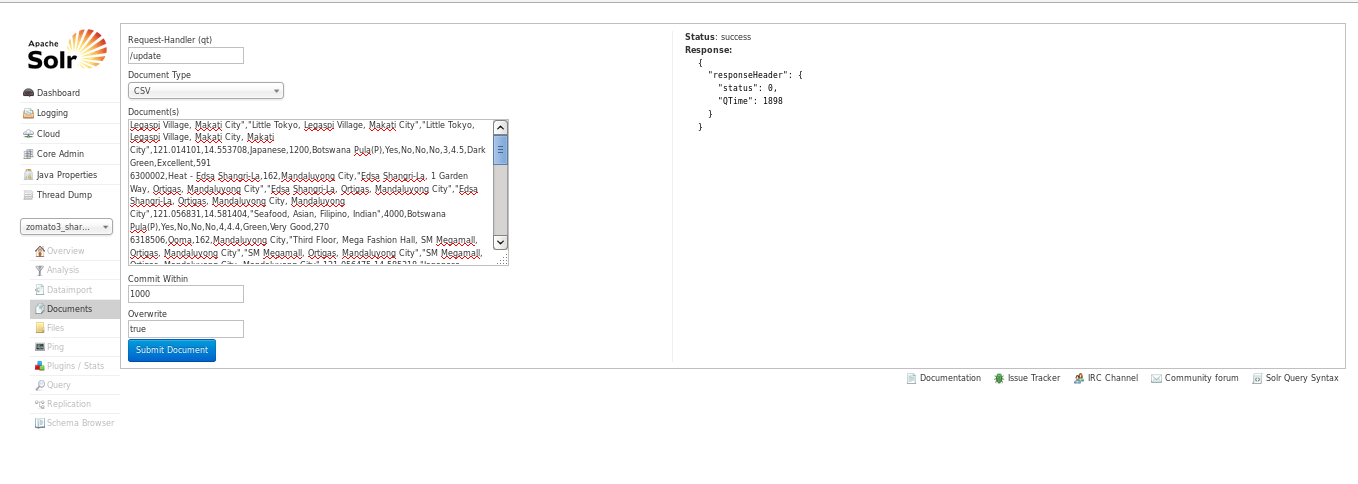 Apache
Solr
Dashboard
Logging
Cloud
Core Admin
Java Properties
Thread Dump
zomato3_shar...
Overview
Analysis
Dataimport
Documents
Files
Ping
Plugins / Stats
Query
Replication
Schema Browser
Request-Handler (qt)
/update
Document Type
CSV
Document(s)
Legaspi Village, Makati City","Little Tokyo, Legaspi Village, Makati City","Little Tokyo,
Legaspi Village, Makati City, Makati
City",121.014101,14.553708,Japanese,1200,Botswana Pula(P),Yes,No,No,No,3,4.5,Dark
Green,Excellent,591
6300002,Heat - Edsa Shangri-La,162,Mandaluyong City,"Edsa Shangri-La, 1 Garden
Way, Ortigas, Mandaluyong City","Edsa Shangri-La, Ortigas, Mandaluyong City","Edsa
Shangri-La, Ortigas, Mandaluyong City, Mandaluyong
City",121.056831,14.581404,"Seafood, Asian, Filipino, Indian",4000,Botswana
Pula(P),Yes,No,No,No,4,4.4,Green,Very Good,270
6318506,Ooma,162,Mandaluyong City,"Third Floor, Mega Fashion Hall, SM Megamall,
Ortigas, Mandaluyong City","SM Megamall, Ortigas, Mandaluyong City","SM Megamall,
Commit Within
1000
Overwrite
true
Submit Document
Status: success
Response:
{
"responseHeader": {
"status": 0,
"QTime": 1898
}
}
Documentation
Issue Tracker
IRC Channel
Community forum
Solr Query Syntax